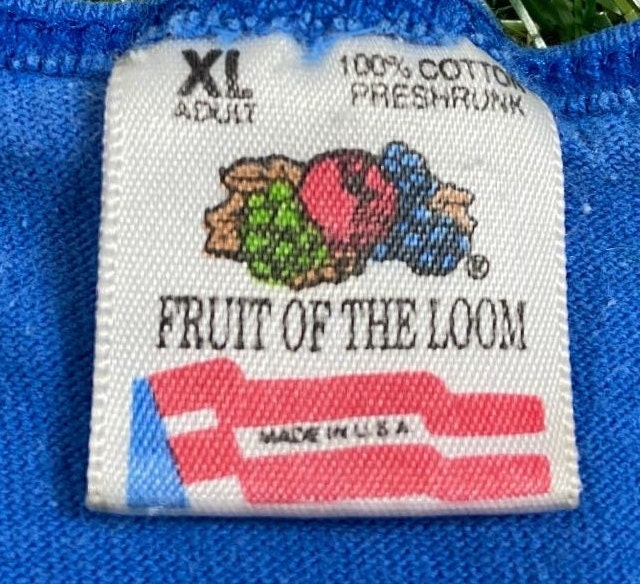 XL
ADULT
100% COTTON
PRESHRUNK
®
FRUIT OF THE LOOM
MADE IN U.S.A.